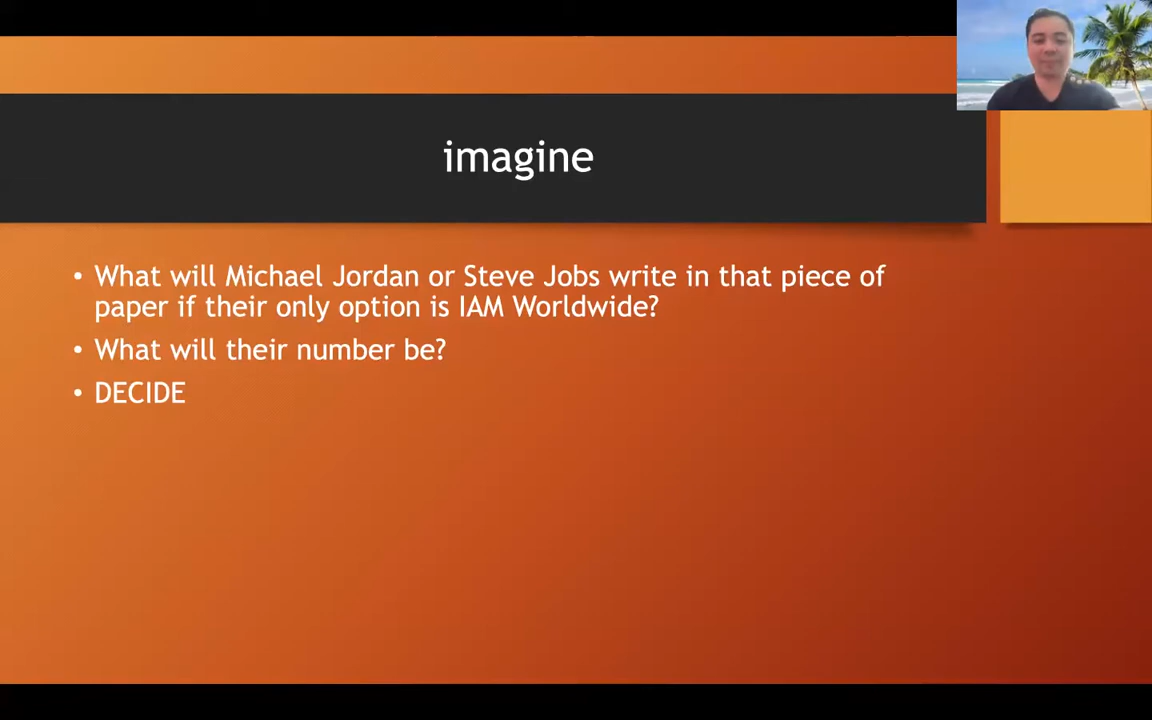 imagine
• What will Michael Jordan or Steve Jobs write in that piece of
paper if their only option is IAM Worldwide?
• What will their number be?
• DECIDE